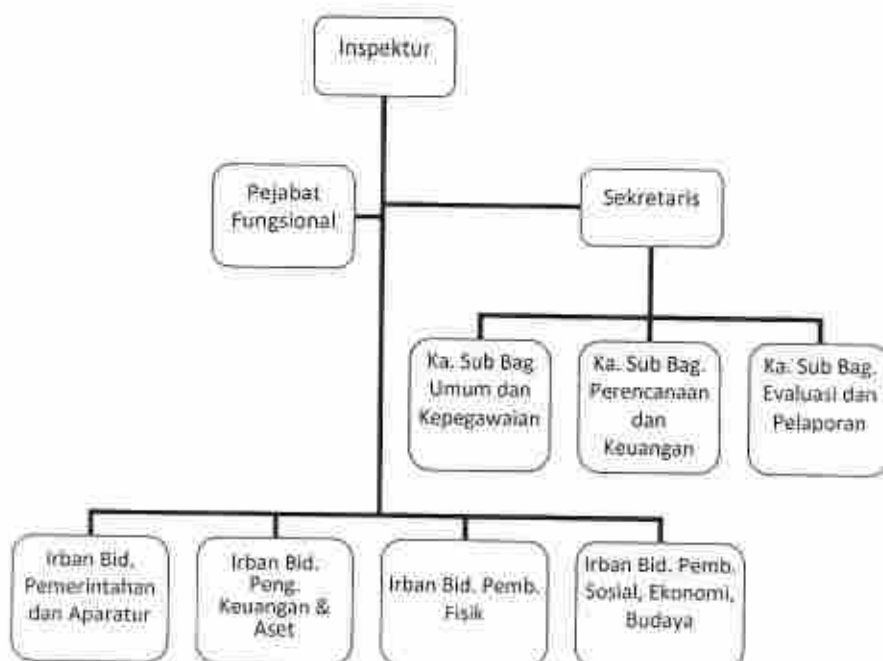 Inspektur
Pejabat
Fungsional
Sekretaris
Ka. Sub Bag
Umum dan
Kepegawaian
Ka. Sub Bag.
Perencanaan
dan
Keuangan
Ka. Sub Bag.
Evaluasi dan
Pelaporan
Irban Bid.
Pemerintahan
dan Aparatur
Irban Bid.
Peng.
Keuangan &
Aset
Irban Bid. Pemb.
Fisik
Irban Bid. Pemb.
Sosial, Ekonomi,
Budaya